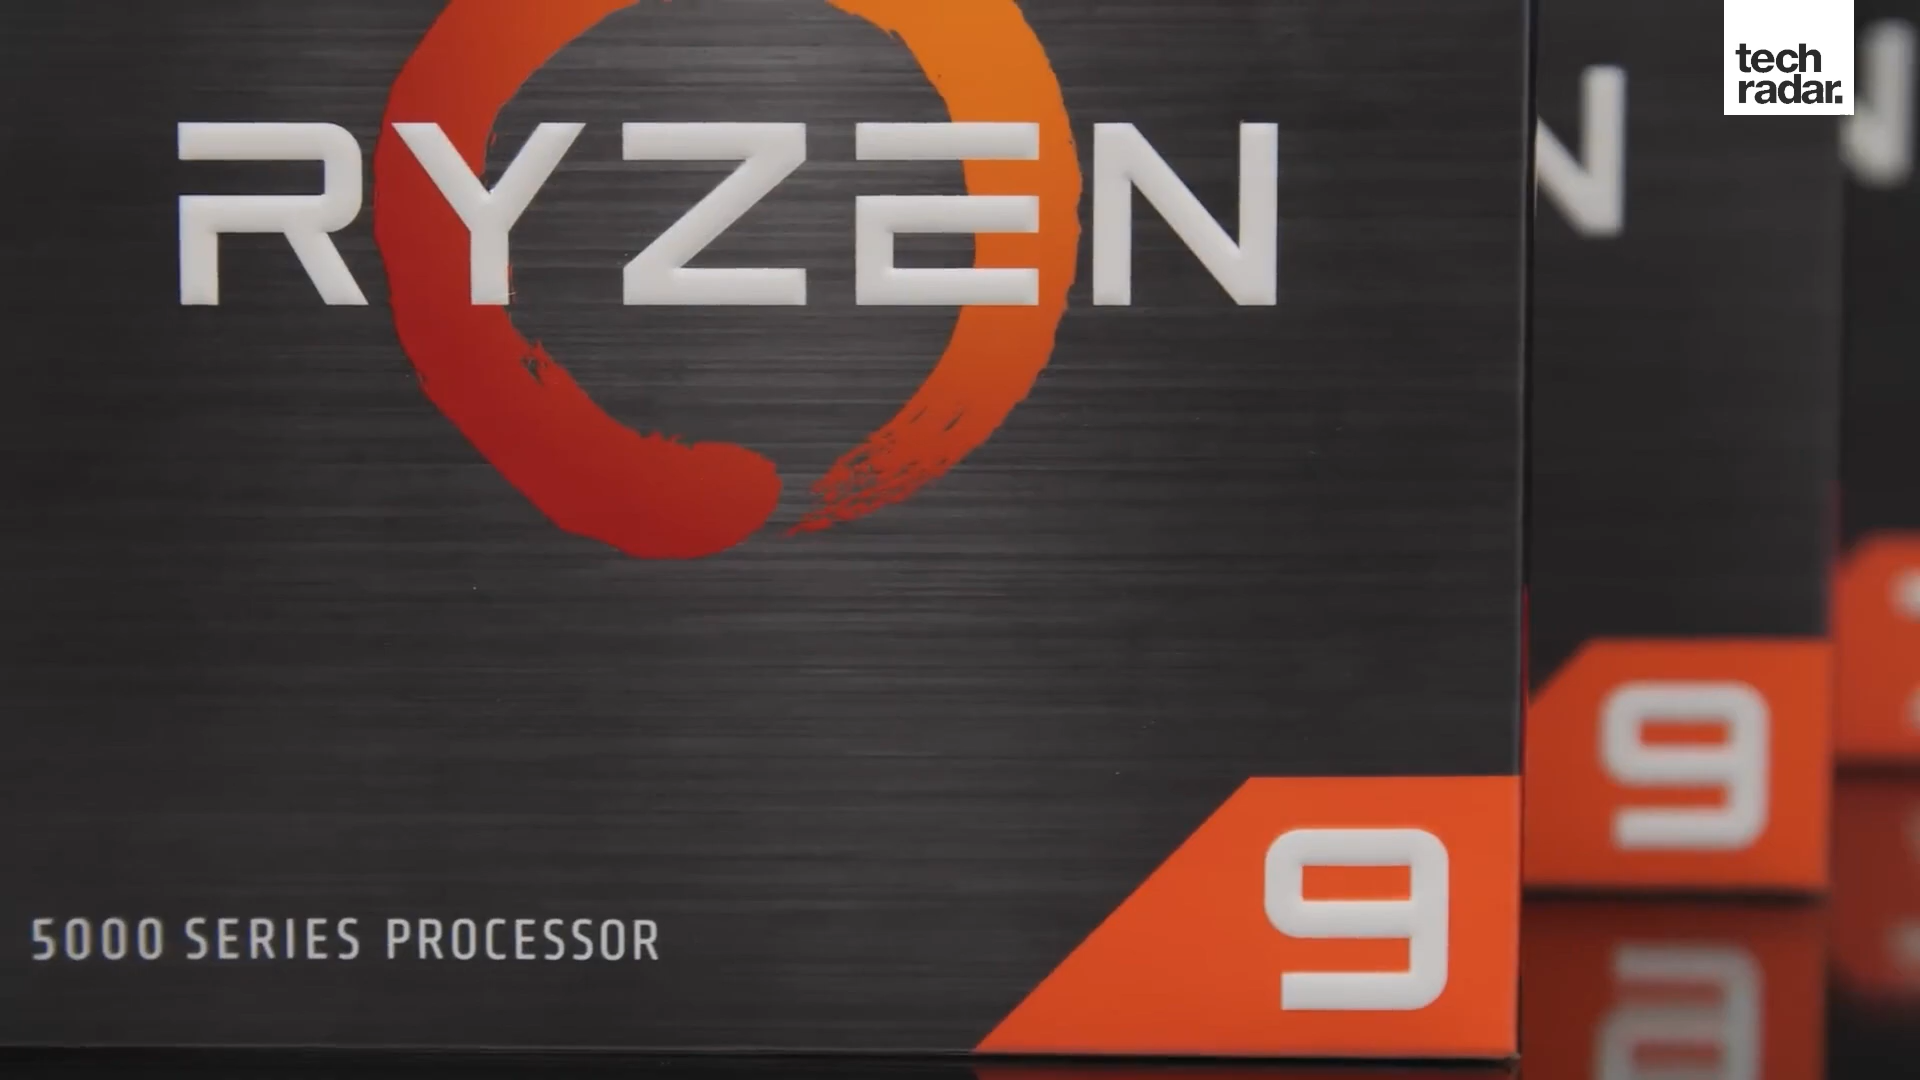 tech
radar.
RYZEN
N
N
9
9
5000 SERIES PROCESSOR